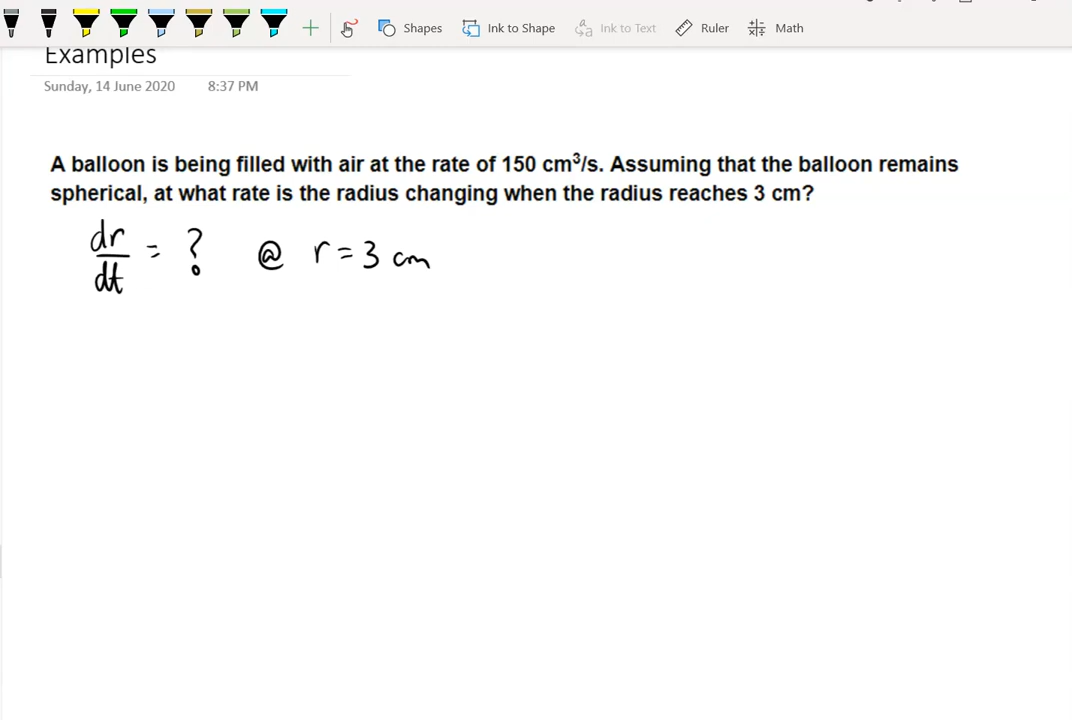 Shapes Ink to Shape Ink to Text Ruler Math
Examples
Sunday, 14 June 2020 8:37 PM
A balloon is being filled with air at the rate of 150 cm³/s. Assuming that the balloon remains
spherical, at what rate is the radius changing when the radius reaches 3 cm?
dr/dt = ? @ r = 3 cm